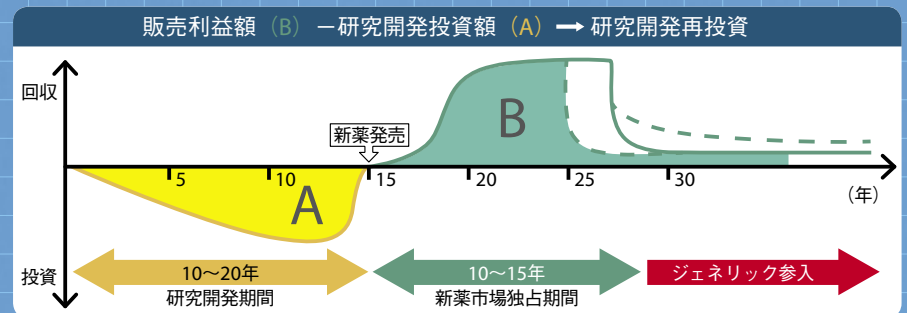 販売利益額（B）－研究開発投資額（A）→研究開発再投資
回収
B
新薬発売
5
10
15
20
25
30
（年）
A
投資
10～20年
研究開発期間
10～15年
新薬市場独占期間
ジェネリック参入